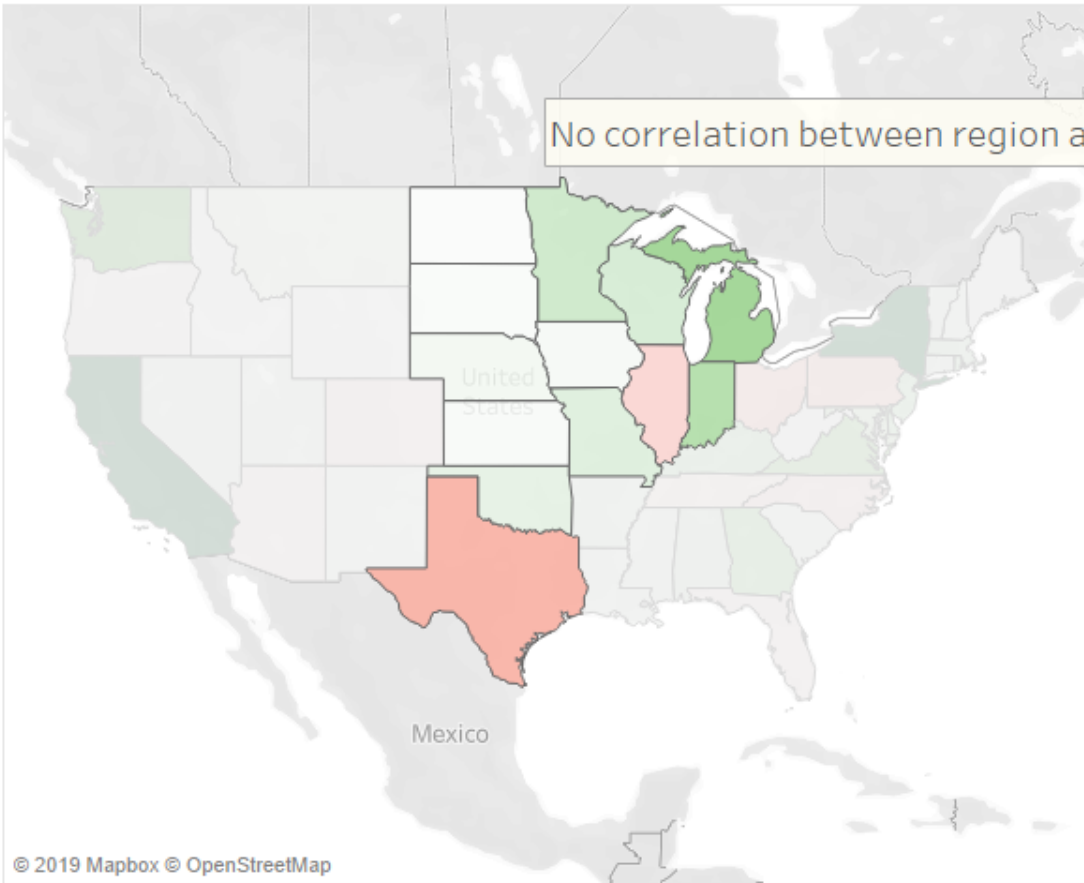 No correlation between region a
United
States
Mexico
© 2019 Mapbox © OpenStreetMap